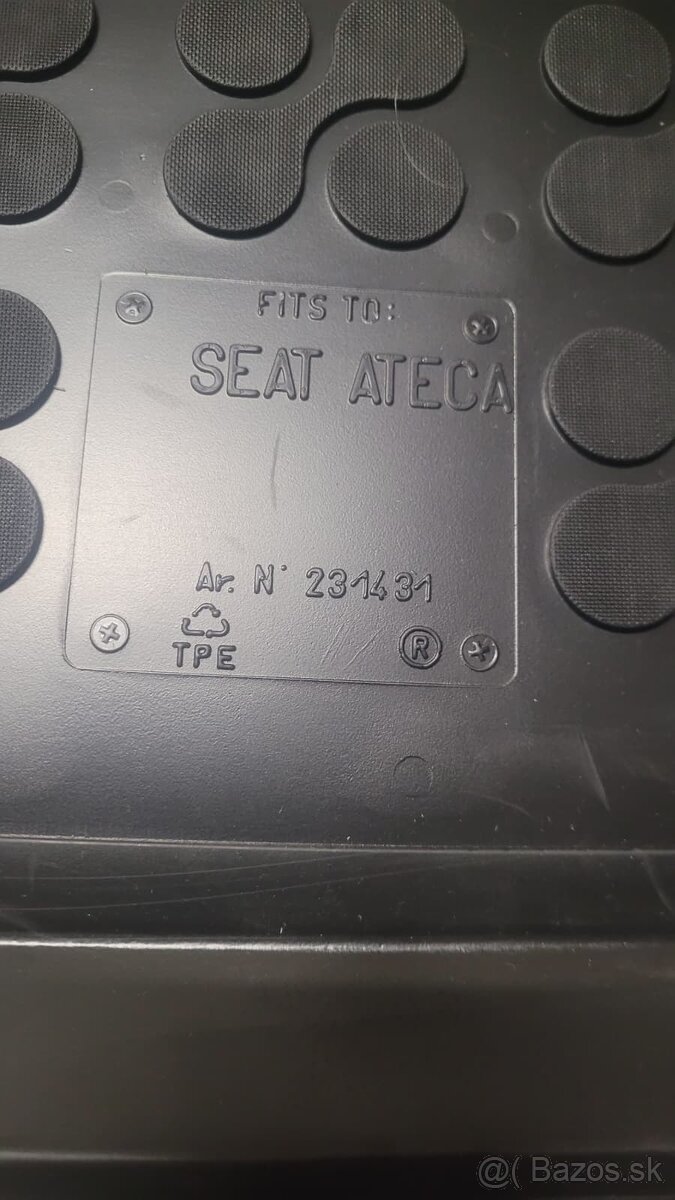 FITS TO:
SEAT ATECA
Ar. N° 231431
TPE
®
@( Bazos.sk